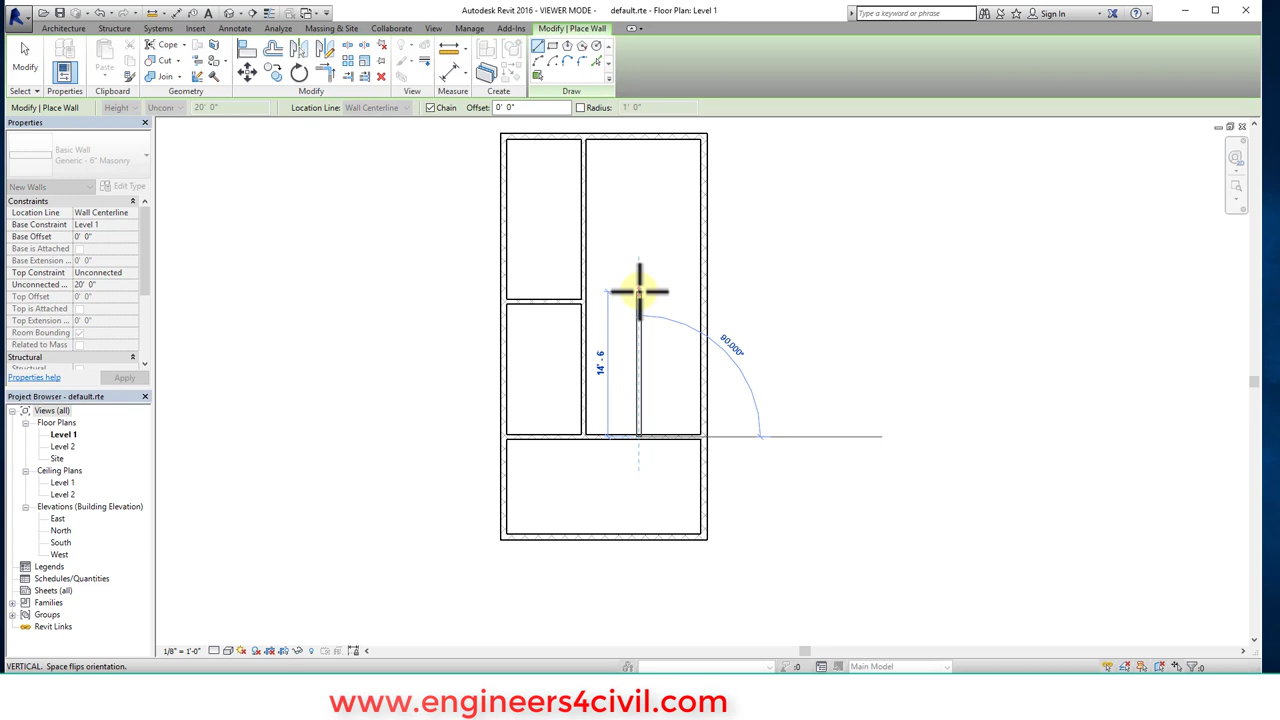 Autodesk Revit 2016 - VIEWER MODE - default.rte - Floor Plan: Level 1
Type a keyword or phrase
Sign In
Architecture Structure Systems Insert Annotate Analyze Massing & Site Collaborate View Manage Add-Ins Modify | Place Wall
Modify Paste Cope Cut Join
Select Properties Clipboard Geometry Modify View Measure Create Draw
Modify | Place Wall Height Unconr 20' 0" Location Line: Wall Centerline Chain Offset: 0' 0" Radius: 1' 0"
Properties
Basic Wall
Generic - 6" Masonry
New Walls Edit Type
Constraints
Location Line Wall Centerline
Base Constraint Level 1
Base Offset 0' 0"
Base is Attached
Base Extension ... 0' 0"
Top Constraint Unconnected
Unconnected ... 20' 0"
Top Offset 0' 0"
Top is Attached
Top Extension ... 0' 0"
Room Bounding
Related to Mass
Structural
Properties help Apply
Project Browser - default.rte
Views (all)
Floor Plans
Level 1
Level 2
Site
Ceiling Plans
Level 1
Level 2
Elevations (Building Elevation)
East
North
South
West
Legends
Schedules/Quantities
Sheets (all)
Families
Groups
Revit Links
14' - 6
90.000°
1/8" = 1'-0"
VERTICAL. Space flips orientation.
:0 Main Model :0
www.engineers4civil.com